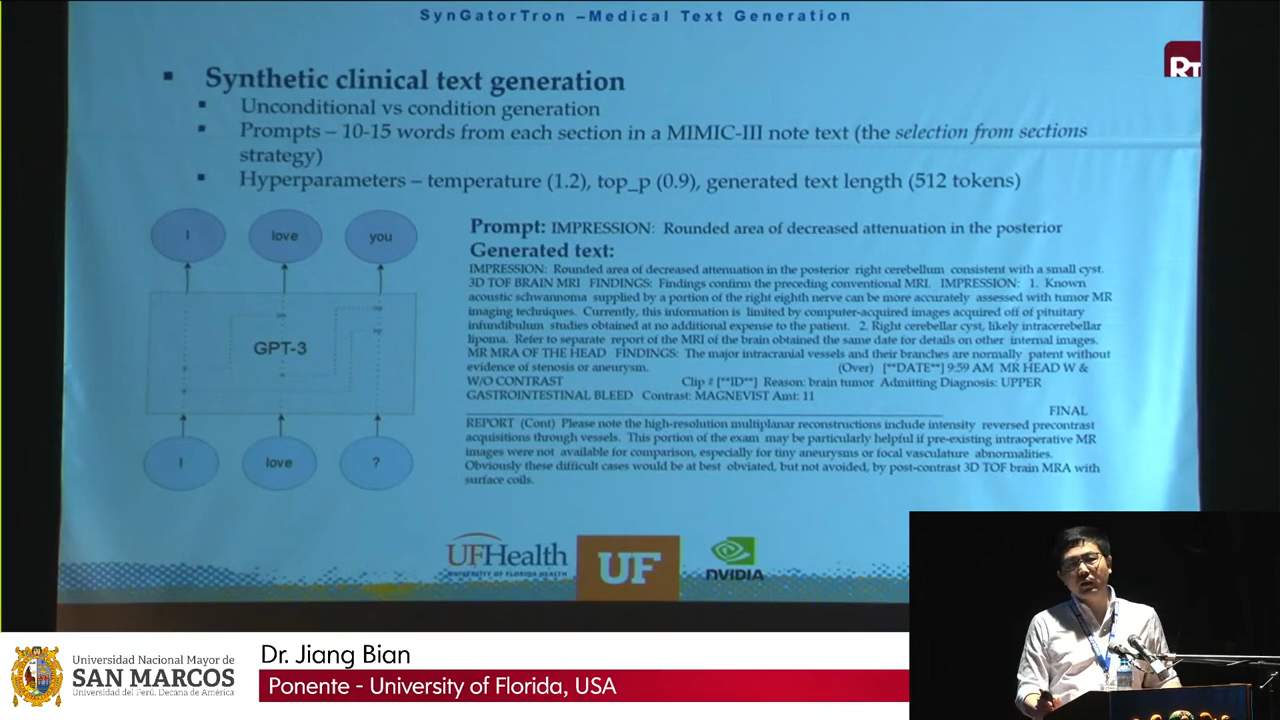 SynGatorTron –Medical Text Generation
RT
Synthetic clinical text generation
Unconditional vs condition generation
Prompts – 10-15 words from each section in a MIMIC-III note text (the selection from sections
strategy)
Hyperparameters – temperature (1.2), top_p (0.9), generated text length (512 tokens)
I love you
GPT-3
I love ?
Prompt: IMPRESSION: Rounded area of decreased attenuation in the posterior
Generated text:
IMPRESSION: Rounded area of decreased attenuation in the posterior right cerebellum consistent with a small cyst.
3D TOF BRAIN MRI FINDINGS: Findings confirm the preceding conventional MRI. IMPRESSION: 1. Known
acoustic schwannoma supplied by a portion of the right eighth nerve can be more accurately assessed with tumor MR
imaging techniques. Currently, this information is limited by computer-acquired images acquired off of pituitary
infundibulum studies obtained at no additional expense to the patient. 2. Right cerebellar cyst, likely intracerebellar
lipoma. Refer to separate report of the MRI of the brain obtained the same date for details on other internal images.
MR MRA OF THE HEAD FINDINGS: The major intracranial vessels and their branches are normally patent without
evidence of stenosis or aneurysm. (Over) [**DATE**] 9:59 AM MR HEAD W &
W/O CONTRAST Clip # [**ID**] Reason: brain tumor Admitting Diagnosis: UPPER
GASTROINTESTINAL BLEED Contrast: MAGNEVIST Amt: 11
FINAL
REPORT (Cont) Please note the high-resolution multiplanar reconstructions include intensity reversed precontrast
acquisitions through vessels. This portion of the exam may be particularly helpful if pre-existing intraoperative MR
images were not available for comparison, especially for tiny aneurysms or focal vasculature abnormalities.
Obviously these difficult cases would be at best obviated, but not avoided, by post-contrast 3D TOF brain MRA with
surface coils.
UFHealth
UNIVERSITY OF FLORIDA HEALTH
UF
NVIDIA
Universidad Nacional Mayor de
SAN MARCOS
Universidad del Perú. Decana de América
Dr. Jiang Bian
Ponente - University of Florida, USA